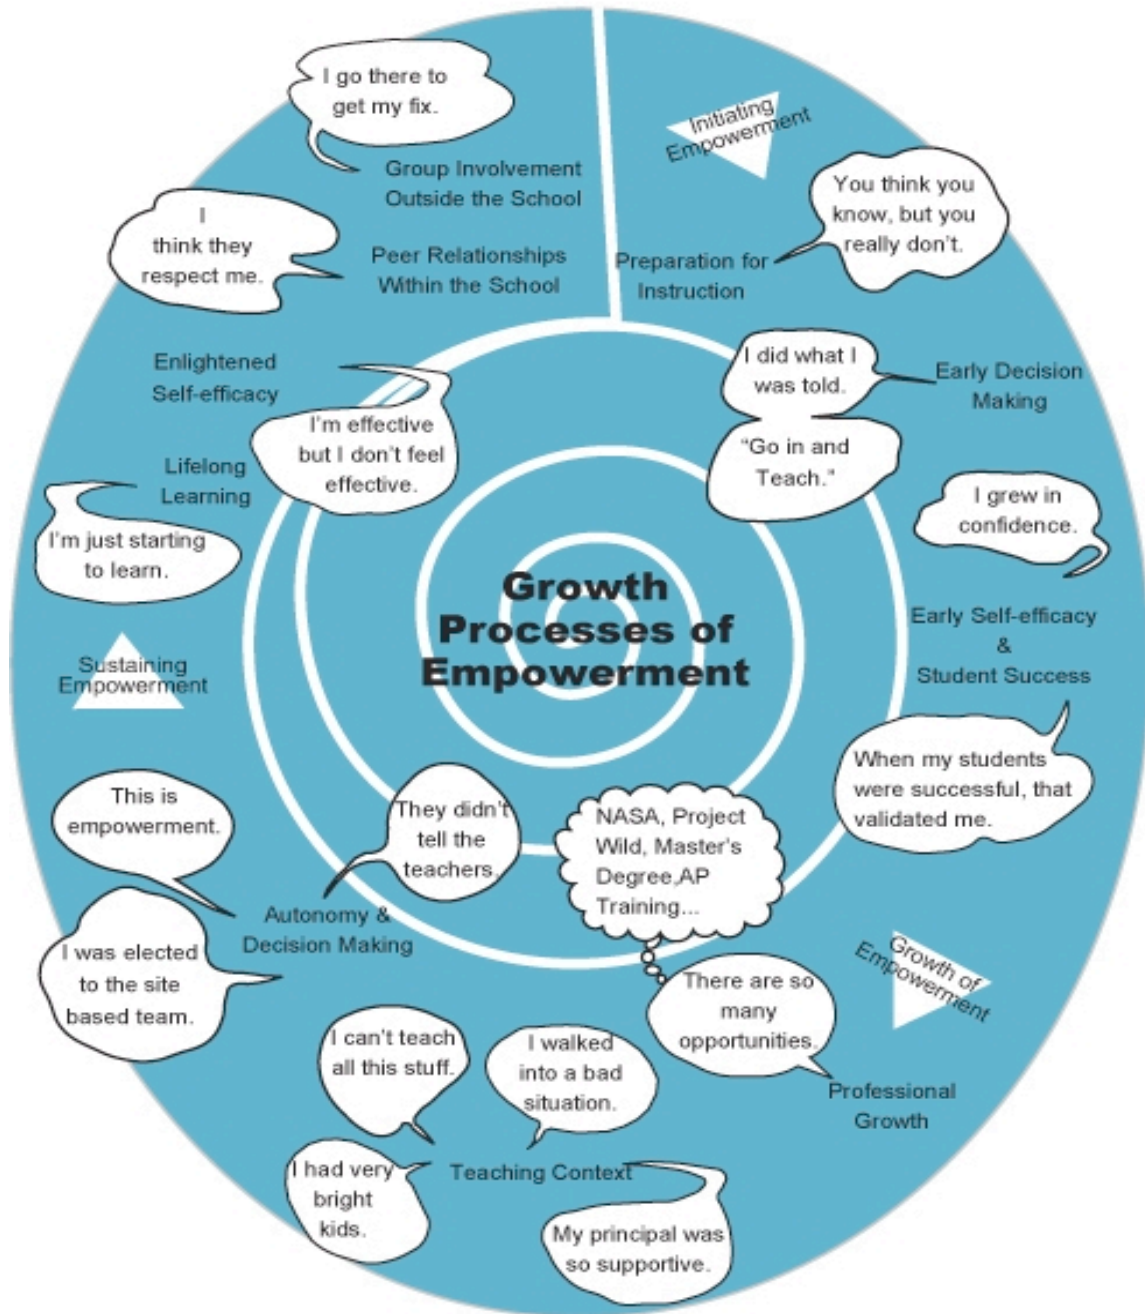 I go there to
get my fix.
Group Involvement
Outside the School
I
think they
respect me.
Peer Relationships
Within the School
Initiating
Empowerment
You think you
know, but you
really don't.
Preparation for
Instruction
Enlightened
Self-efficacy
I'm effective
but I don't feel
effective.
I did what I
was told.
"Go in and
Teach."
Early Decision
Making
Lifelong
Learning
I'm just starting
to learn.
I grew in
confidence.
Growth
Processes of
Empowerment
Early Self-efficacy
&
Student Success
When my students
were successful, that
validated me.
Sustaining
Empowerment
This is
empowerment.
They didn't
tell the
teachers.
NASA, Project
Wild, Master's
Degree,AP
Training...
Autonomy &
Decision Making
I was elected
to the site
based team.
Growth of
Empowerment
There are so
many
opportunities.
Professional
Growth
I can't teach
all this stuff.
I walked
into a bad
situation.
I had very
bright
kids.
Teaching Context
My principal was
so supportive.